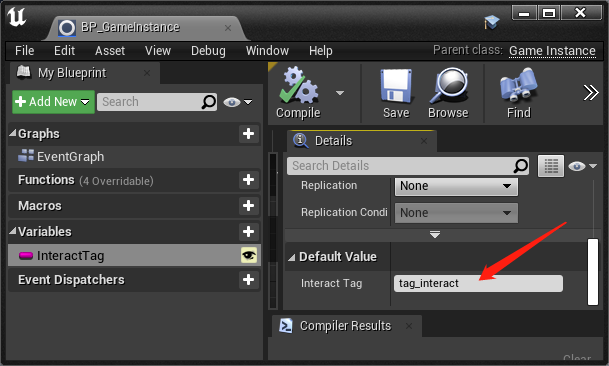 BP_GameInstance
File Edit Asset View Debug Window Help Parent class: Game Instance
My Blueprint
Add New Search
Graphs
EventGraph
Functions (4 Overridable)
Macros
Variables
InteractTag
Event Dispatchers
Compile Save Browse Find
Details
Search Details
Replication None
Replication Condi None
Default Value
Interact Tag tag_interact
Compiler Results
Clear